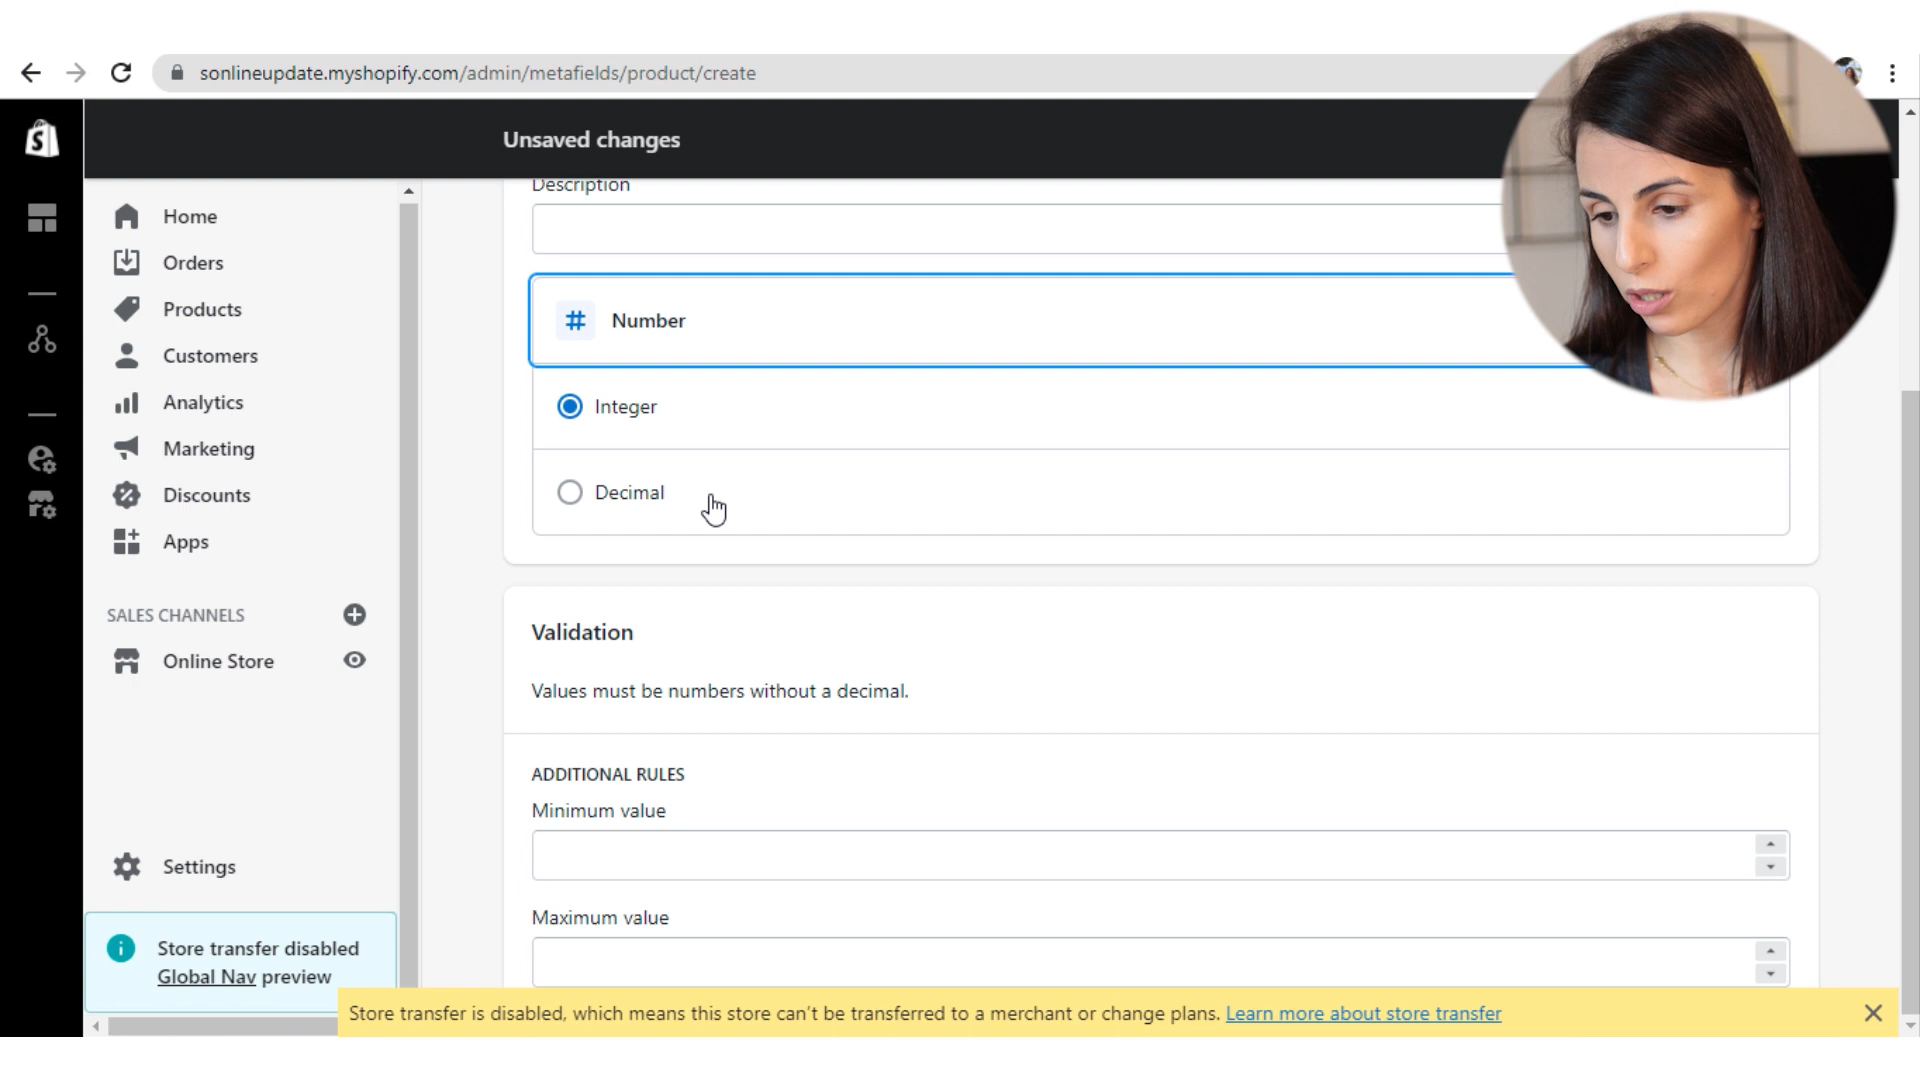 sonlineupdate.myshopify.com/admin/metafields/product/create
Unsaved changes
Home
Orders
Products
Customers
Analytics
Marketing
Discounts
Apps
SALES CHANNELS
Online Store
Settings
Store transfer disabled
Global Nav preview
Description
# Number
Integer
Decimal
Validation
Values must be numbers without a decimal.
ADDITIONAL RULES
Minimum value
Maximum value
Store transfer is disabled, which means this store can't be transferred to a merchant or change plans. Learn more about store transfer